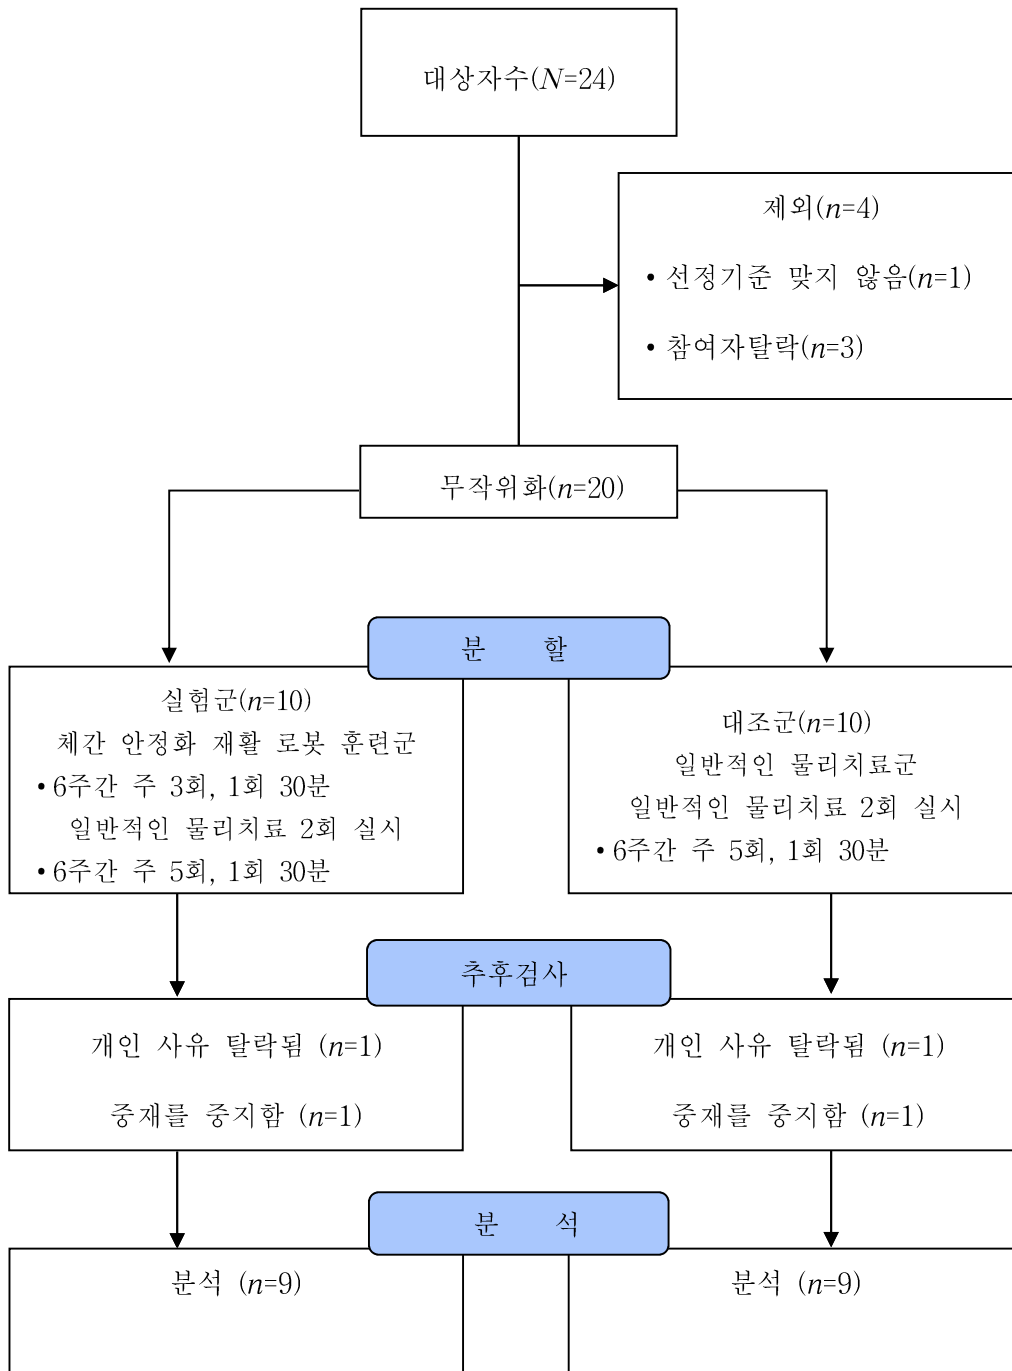 대상자수(N=24)
제외(n=4)
• 선정기준 맞지 않음(n=1)
• 참여자탈락(n=3)
무작위화(n=20)
분 할
실험군(n=10)
체간 안정화 재활 로봇 훈련군
• 6주간 주 3회, 1회 30분
일반적인 물리치료 2회 실시
• 6주간 주 5회, 1회 30분
대조군(n=10)
일반적인 물리치료군
일반적인 물리치료 2회 실시
• 6주간 주 5회, 1회 30분
추후검사
개인 사유 탈락됨 (n=1)
중재를 중지함 (n=1)
개인 사유 탈락됨 (n=1)
중재를 중지함 (n=1)
분 석
분석 (n=9)
분석 (n=9)